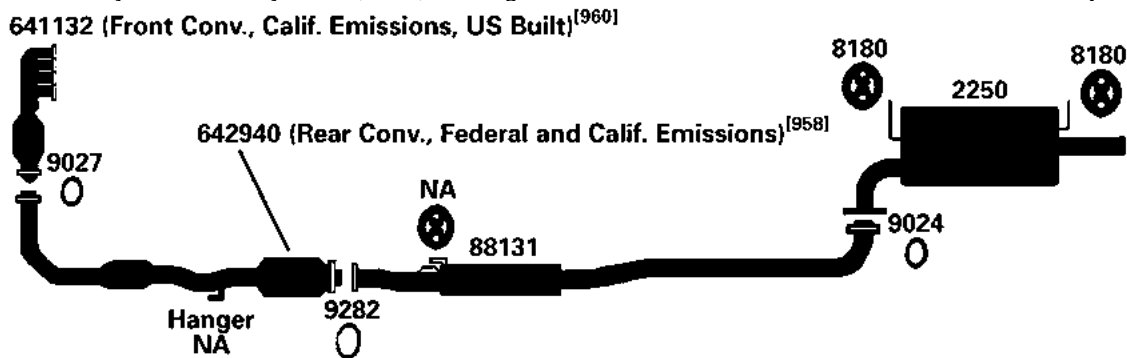 641132 (Front Conv., Calif. Emissions, US Built)[960]
8180
8180
2250
642940 (Rear Conv., Federal and Calif. Emissions)[958]
9027
NA
88131
9024
Hanger
NA
9282